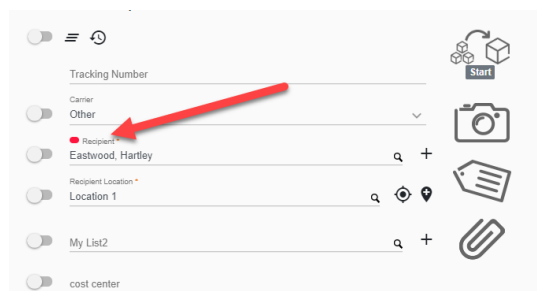 Start
Tracking Number
Carrier
Other
Recipient *
Eastwood, Hartley
Recipient Location *
Location 1
My List2
cost center